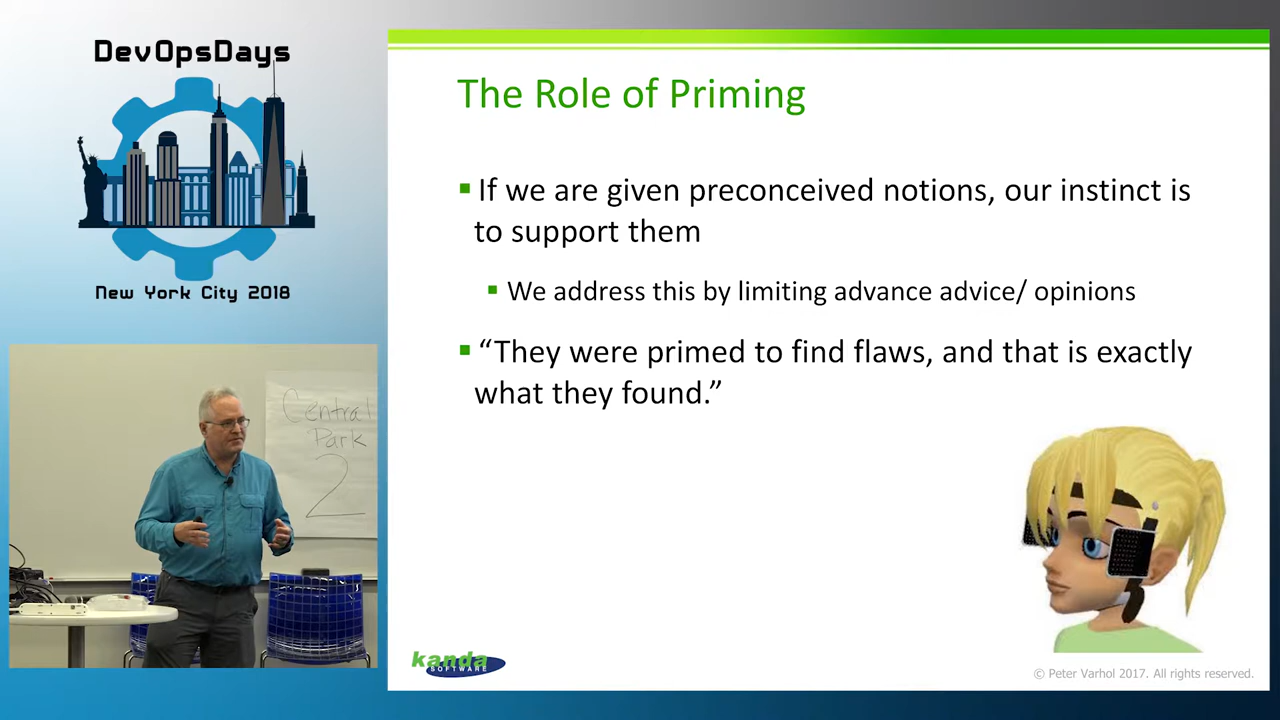 DevOpsDays
New York City 2018
Central
Park
2
The Role of Priming
▪ If we are given preconceived notions, our instinct is
to support them
▪ We address this by limiting advance advice/ opinions
▪ “They were primed to find flaws, and that is exactly
what they found.”
kanda
SOFTWARE
© Peter Varhol 2017. All rights reserved.